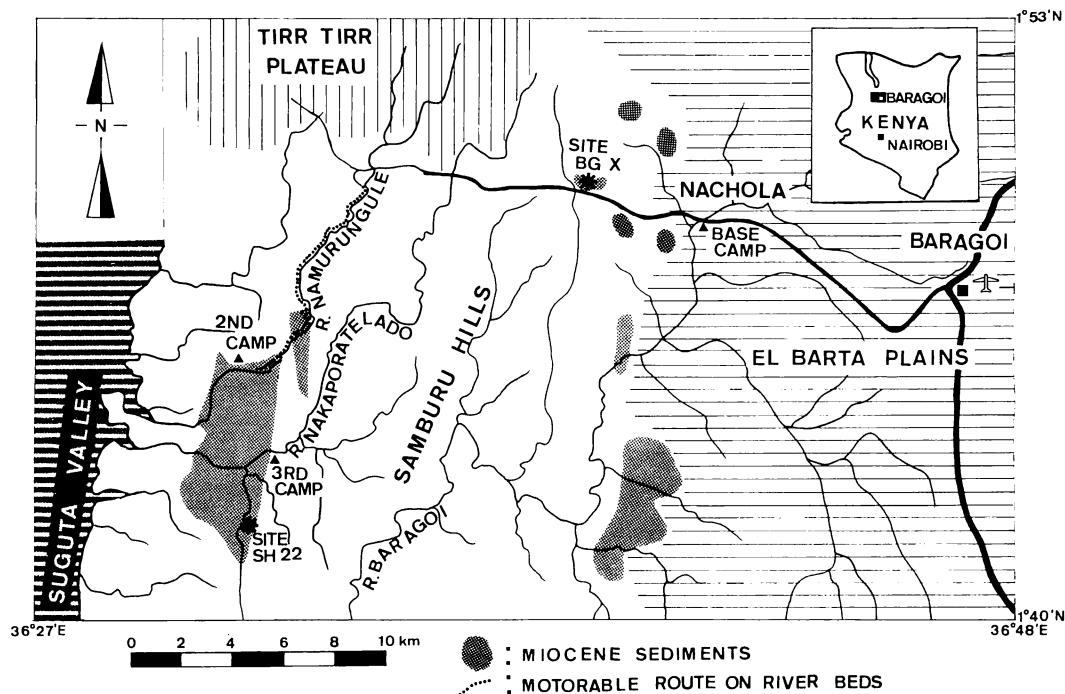 TIRR TIRR
PLATEAU
1°53'N
N
BARAGOI
KENYA
NAIROBI
SITE
BG X
NACHOLA
BASE
CAMP
BARAGOI
R. NAMURUNGULE
2ND
CAMP
R. NAKAPORATELADO
SAMBURU HILLS
EL BARTA PLAINS
SUGUTA VALLEY
3RD
CAMP
SITE
SH 22
R. BARAGOI
36°27'E
1°40'N
36°48'E
0 2 4 6 8 10 km
: MIOCENE SEDIMENTS
: MOTORABLE ROUTE ON RIVER BEDS